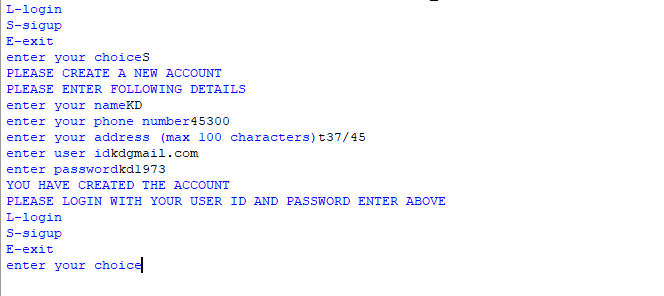 L-login
S-sigup
E-exit
enter your choiceS
PLEASE CREATE A NEW ACCOUNT
PLEASE ENTER FOLLOWING DETAILS
enter your nameKD
enter your phone number45300
enter your address (max 100 characters)t37/45
enter user idkdgmail.com
enter passwordkd1973
YOU HAVE CREATED THE ACCOUNT
PLEASE LOGIN WITH YOUR USER ID AND PASSWORD ENTER ABOVE
L-login
S-sigup
E-exit
enter your choice